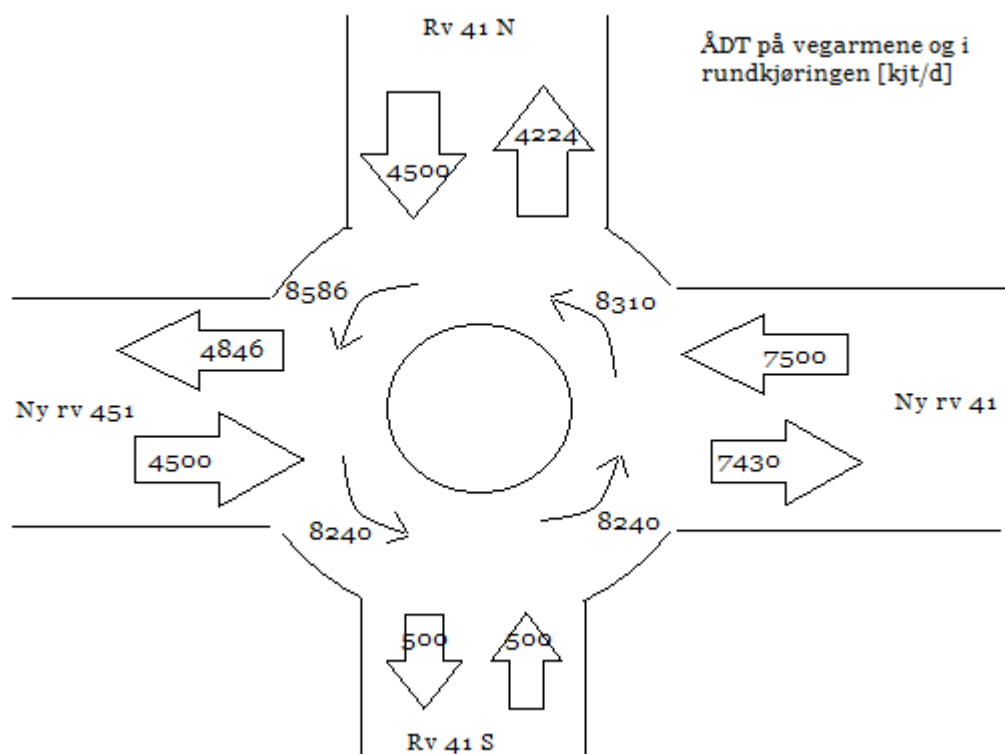 Rv 41 N
ÅDT på vegarmene og i
rundkjøringen [kjt/d]
4224
4500
8586
8310
4846
7500
Ny rv 451
Ny rv 41
4500
7430
8240
8240
500
500
Rv 41 S